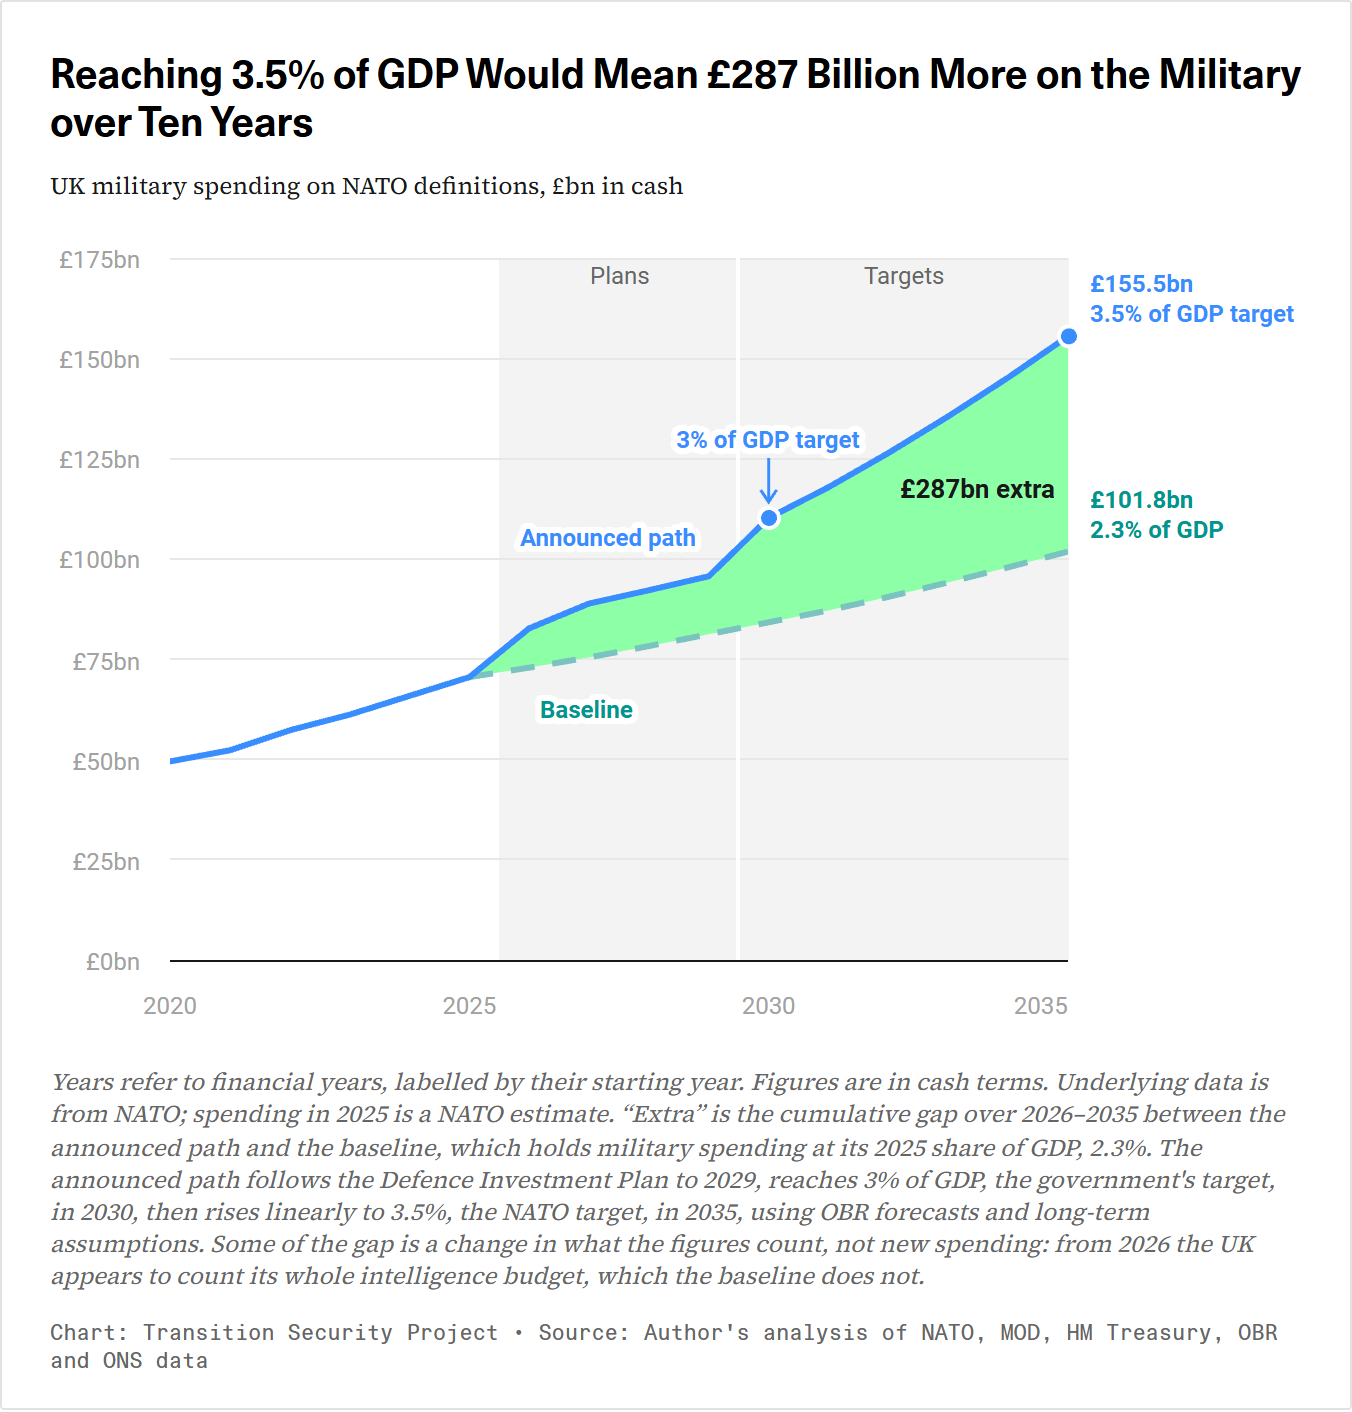 Reaching 3.5% of GDP Would Mean £287 Billion More on the Military
over Ten Years
UK military spending on NATO definitions, £bn in cash
£175bn
£150bn
£125bn
£100bn
£75bn
£50bn
£25bn
£0bn
Plans
Targets
£155.5bn
3.5% of GDP target
3% of GDP target
£287bn extra
£101.8bn
2.3% of GDP
Announced path
Baseline
2020
2025
2030
2035
Years refer to financial years, labelled by their starting year. Figures are in cash terms. Underlying data is
from NATO; spending in 2025 is a NATO estimate. “Extra” is the cumulative gap over 2026–2035 between the
announced path and the baseline, which holds military spending at its 2025 share of GDP, 2.3%. The
announced path follows the Defence Investment Plan to 2029, reaches 3% of GDP, the government's target,
in 2030, then rises linearly to 3.5%, the NATO target, in 2035, using OBR forecasts and long-term
assumptions. Some of the gap is a change in what the figures count, not new spending: from 2026 the UK
appears to count its whole intelligence budget, which the baseline does not.
Chart: Transition Security Project • Source: Author's analysis of NATO, MOD, HM Treasury, OBR
and ONS data